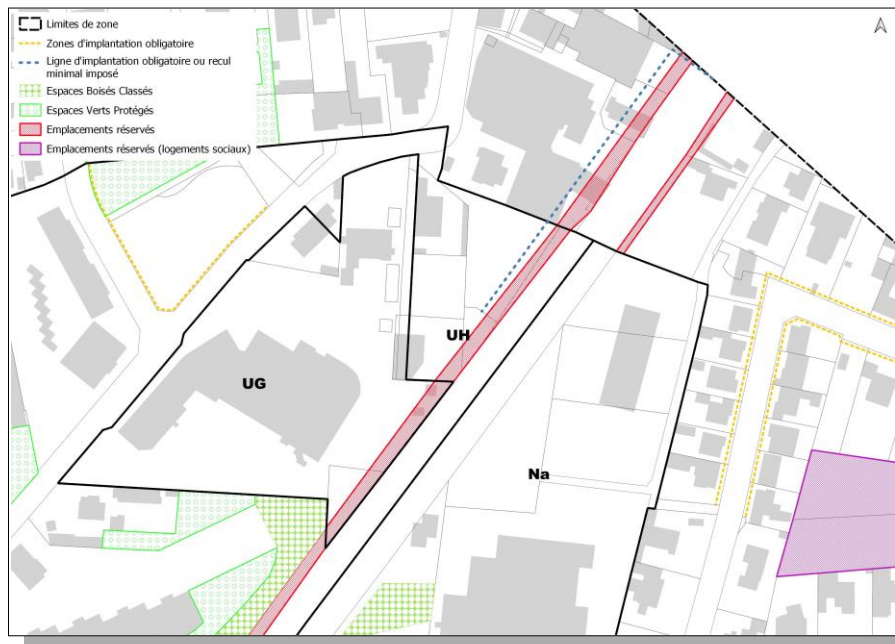 Limites de zone
Zones d'implantation obligatoire
Ligne d'implantation obligatoire ou recul
minimal imposé
Espaces Boisés Classés
Espaces Verts Protégés
Emplacements réservés
Emplacements réservés (logements sociaux)
UH
UG
Na